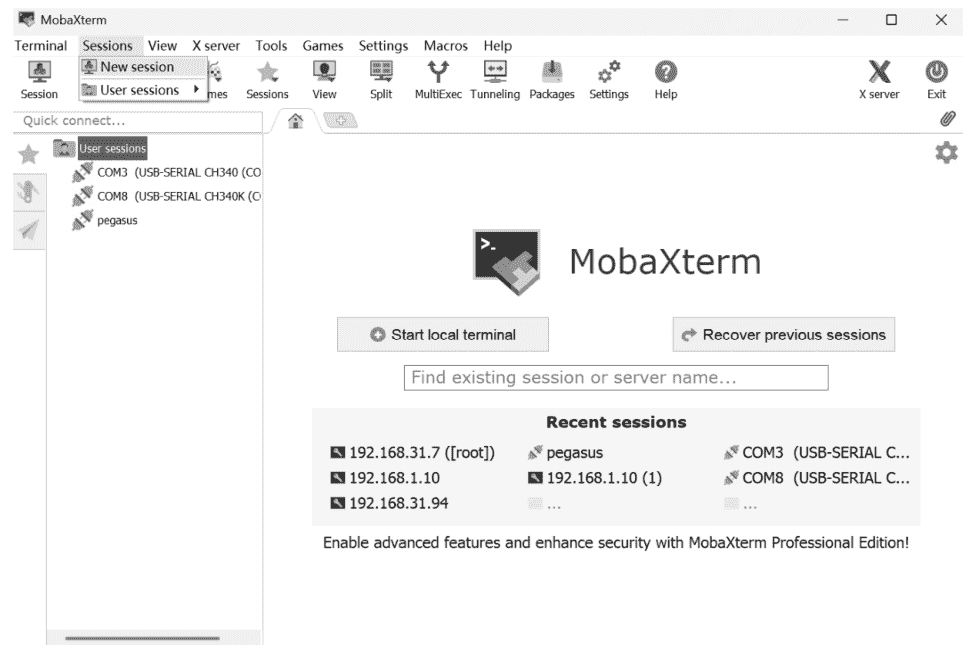 MobaXterm
Terminal Sessions View X server Tools Games Settings Macros Help
New session
User sessions
Session mes Sessions View Split MultiExec Tunneling Packages Settings Help X server Exit
Quick connect...
User sessions
COM3 (USB-SERIAL CH340 (CO
COM8 (USB-SERIAL CH340K (C
pegasus
>_
MobaXterm
Start local terminal Recover previous sessions
Find existing session or server name...
Recent sessions
192.168.31.7 ([root]) pegasus COM3 (USB-SERIAL C...
192.168.1.10 192.168.1.10 (1) COM8 (USB-SERIAL C...
192.168.31.94 ... ...
Enable advanced features and enhance security with MobaXterm Professional Edition!